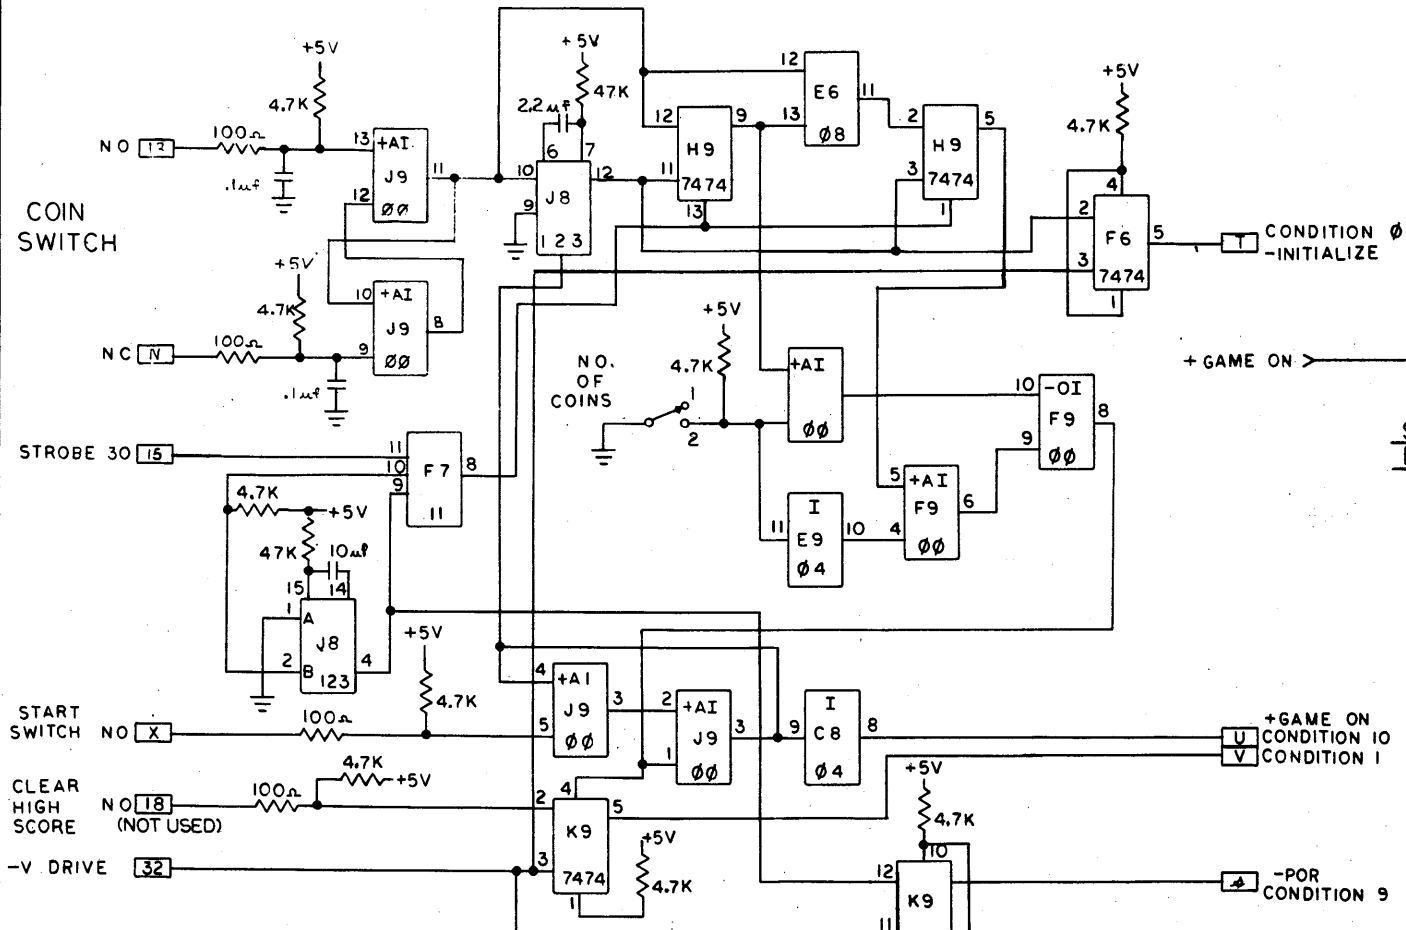 +5V
4.7K
NO 13
100Ω
.1uf
13 +AI
J9
12
ØØ
11
COIN
SWITCH
+5V
4.7K
NC N
100Ω
.1uf
10 +AI
J9
9 ØØ
8
+5V
47K
2.2uf
6 7
10
9
J8
123
12
12
H9
11 7474
13
9
12
E6
13
Ø8
11
2
H9
3 7474
1
5
+5V
4.7K
4
2
F6
3
7474
1
5
T
CONDITION Ø
-INITIALIZE
+ GAME ON >
NO.
OF
COINS
1
2
+5V
4.7K
+AI
ØØ
10 -OI
F9
9
ØØ
8
5 +AI
F9
4
ØØ
6
I
11 E9
Ø4
10
STROBE 30 15
11
10
9
F7
11
8
4.7K
+5V
47K
10uf
15 14
1 A
J8
2 B
123
4
+5V
4.7K
START
SWITCH NO X
100Ω
4 +AI
J9
5
ØØ
3
2 +AI
J9
1
ØØ
3
I
9 C8
Ø4
8
U
+GAME ON
CONDITION 10
V CONDITION 1
CLEAR
HIGH
SCORE
NO 18
(NOT USED)
100Ω
4.7K
+5V
4
2
K9
3
7474
1
5
+5V
4.7K
-V DRIVE 32
+5V
4.7K
10
12
K9
11
-POR
CONDITION 9